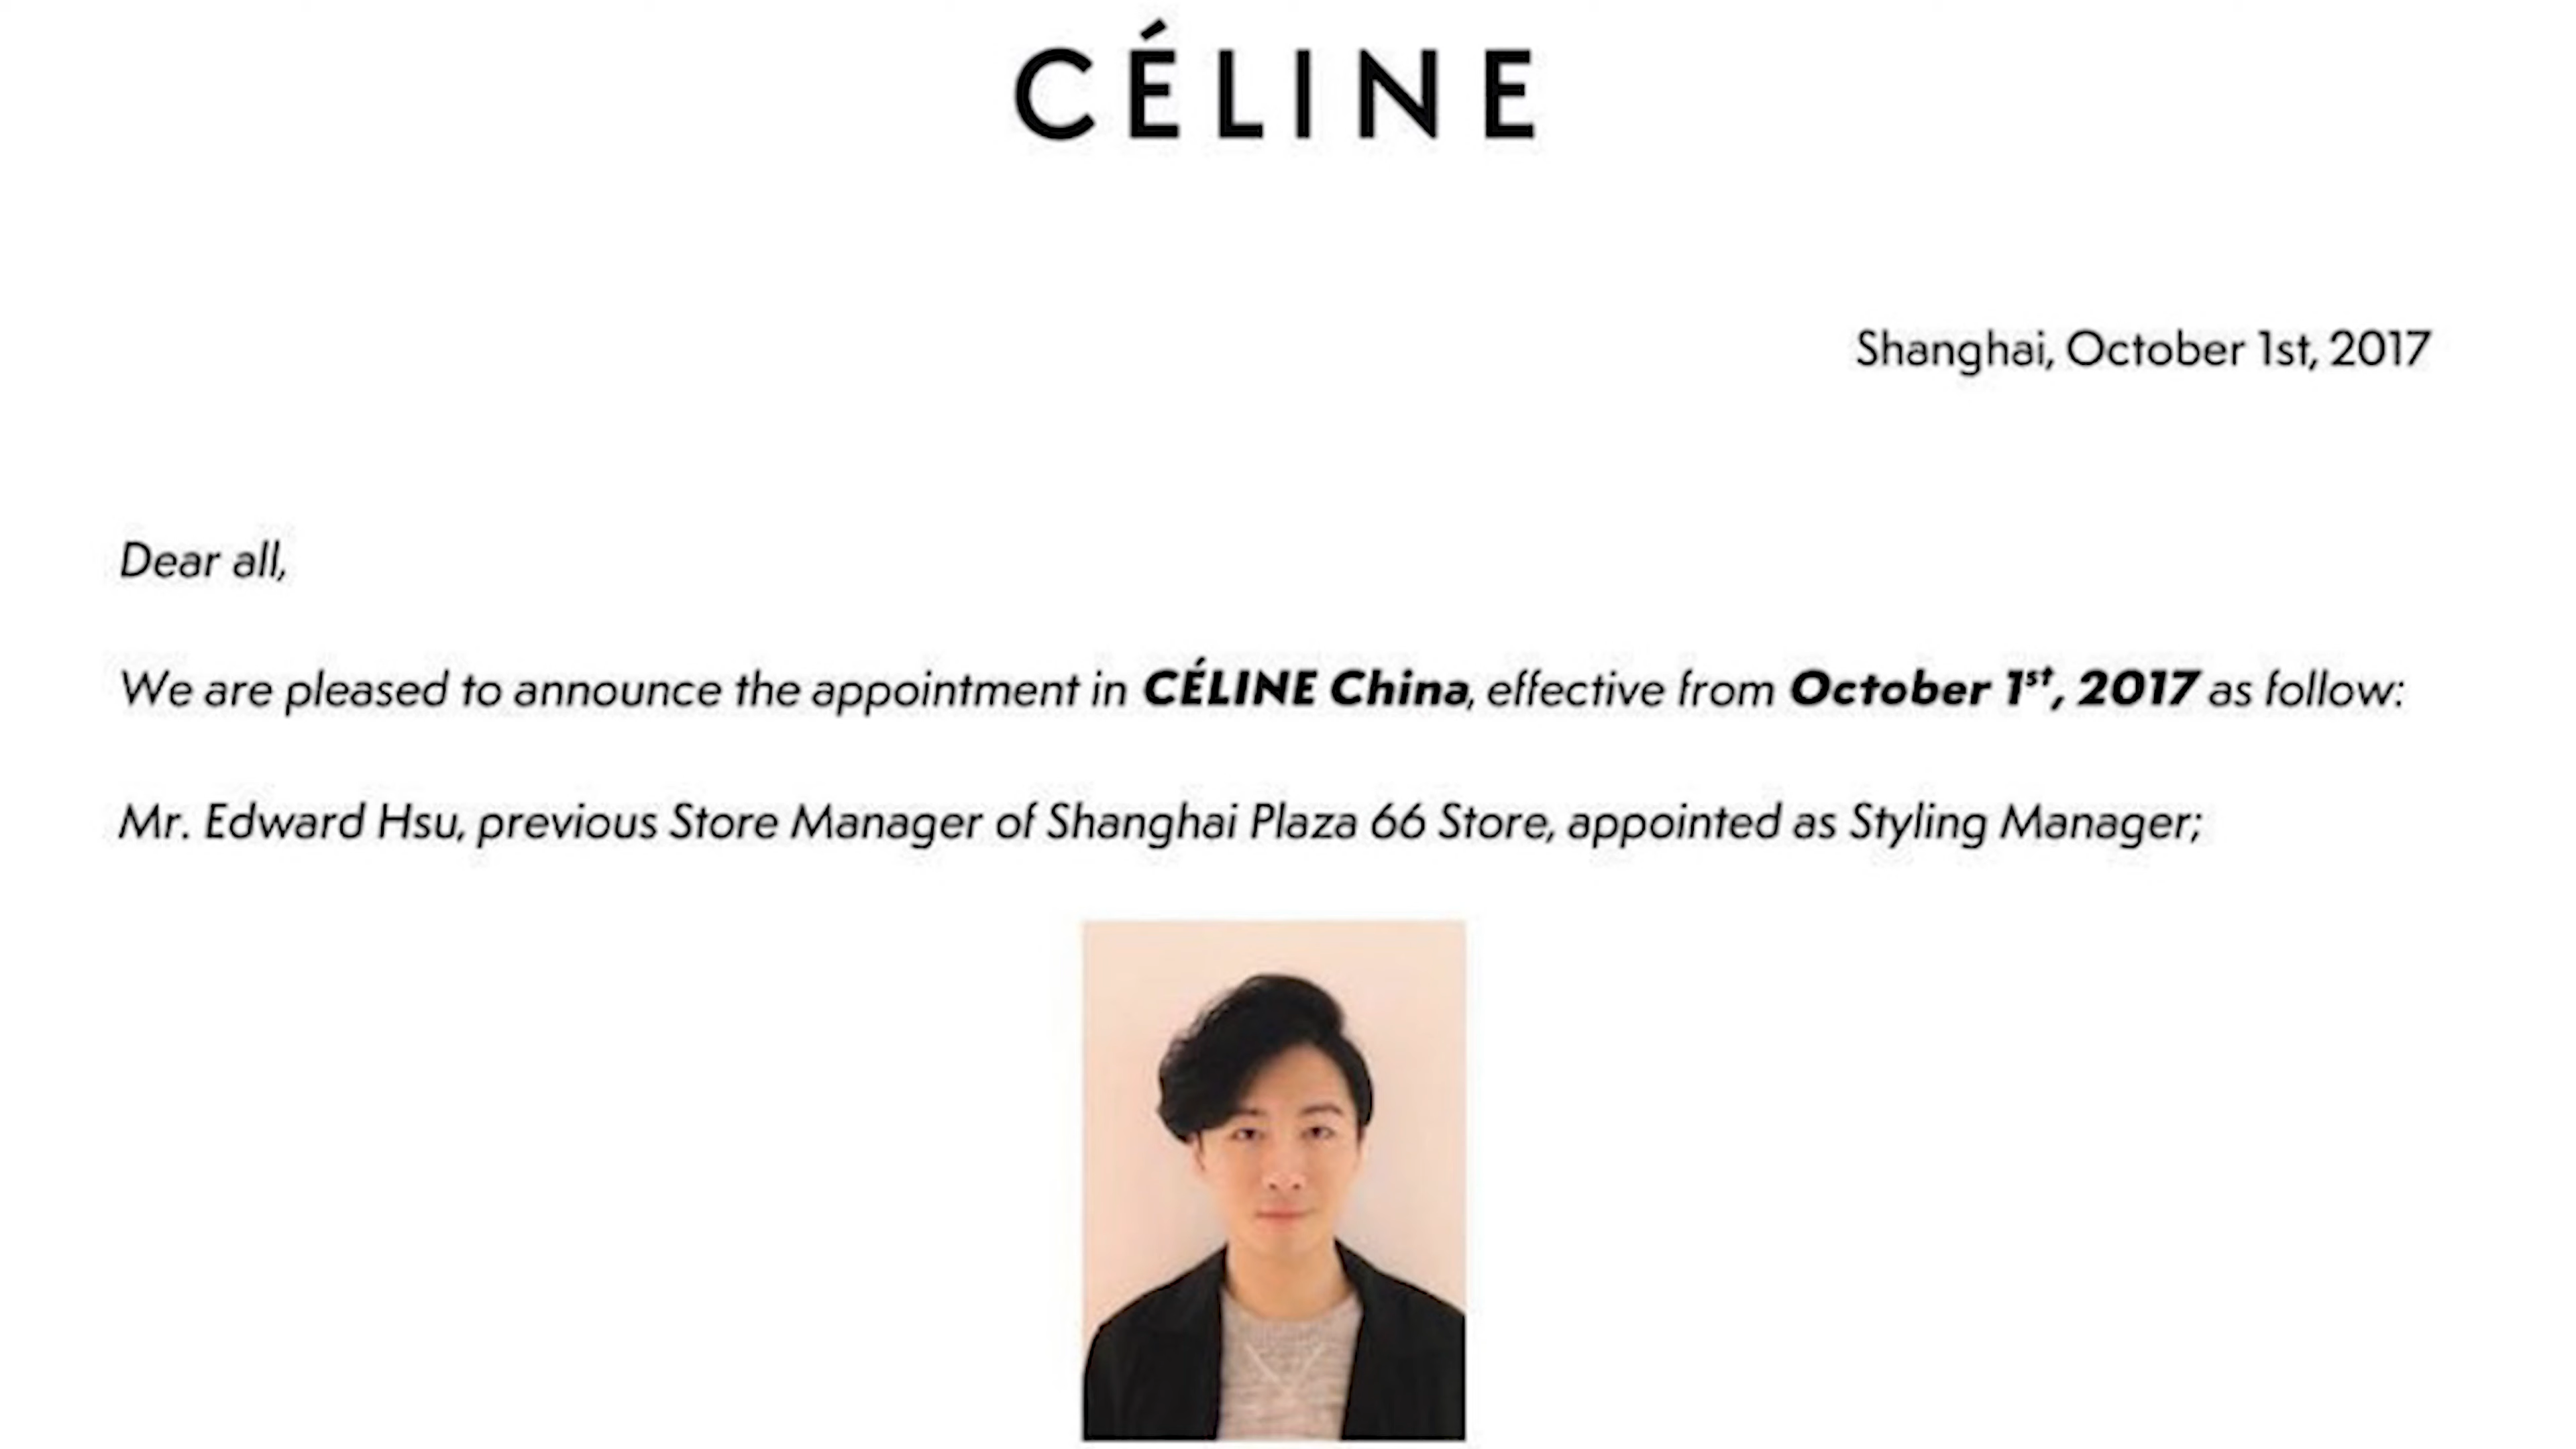 CÉLINE
Shanghai, October 1st, 2017
Dear all,
We are pleased to announce the appointment in CÉLINE China, effective from October 1st, 2017 as follow:
Mr. Edward Hsu, previous Store Manager of Shanghai Plaza 66 Store, appointed as Styling Manager;